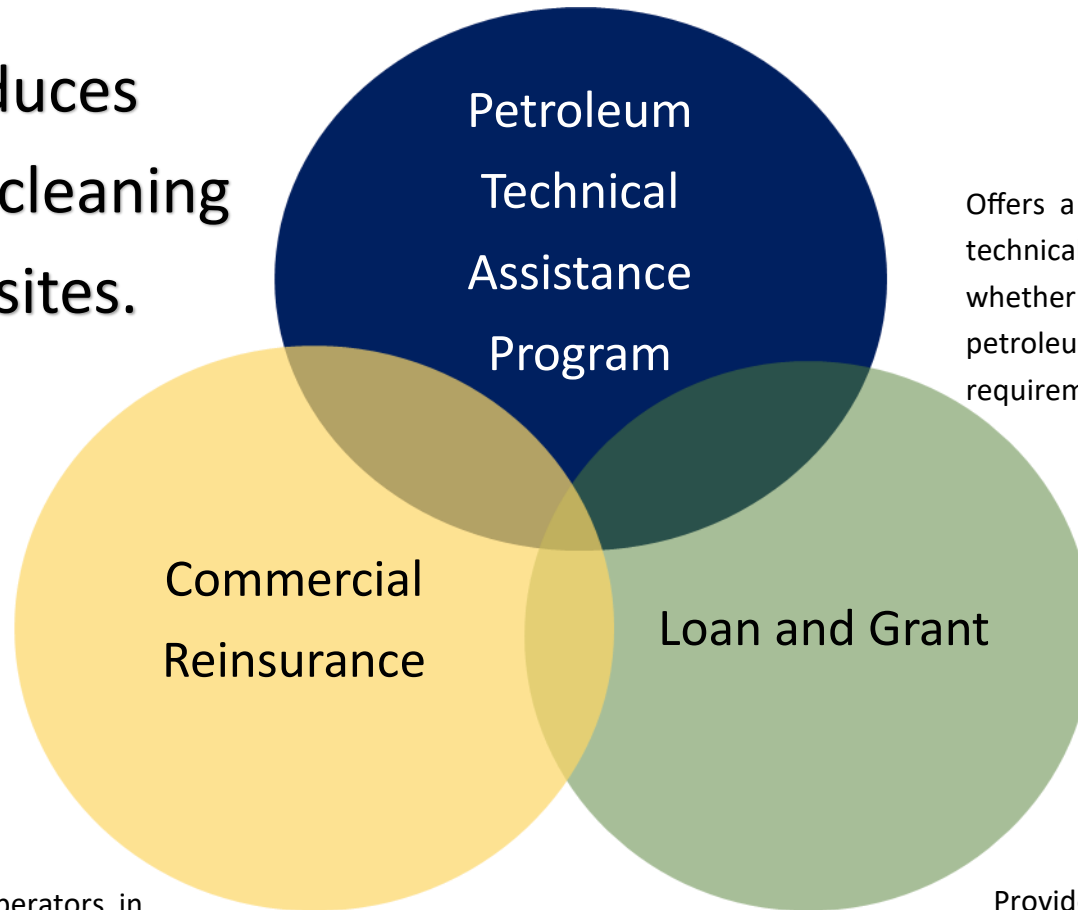 duces
cleaning
sites.
Petroleum
Technical
Assistance
Program
Offers a
technica
whether
petroleu
requirem
Commercial
Reinsurance
Loan and Grant
perators in
Provid